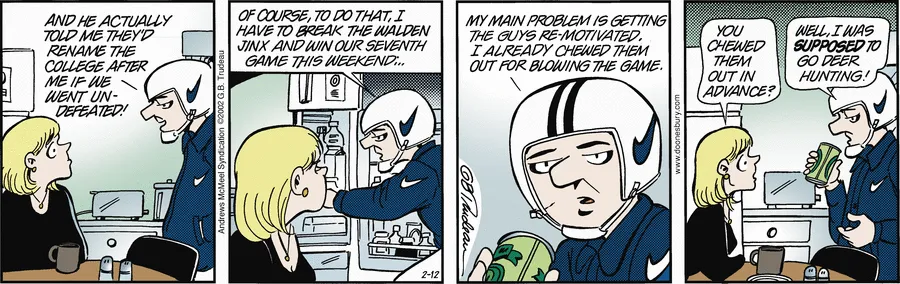 AND HE ACTUALLY
TOLD ME THEY'D
RENAME THE
COLLEGE AFTER
ME IF WE
WENT UN-
DEFEATED!
Andrews McMeel Syndication ©2002 G.B. Trudeau
OF COURSE, TO DO THAT, I
HAVE TO BREAK THE WALDEN
JINX AND WIN OUR SEVENTH
GAME THIS WEEKEND...
2-12
MY MAIN PROBLEM IS GETTING
THE GUYS RE-MOTIVATED.
I ALREADY CHEWED THEM
OUT FOR BLOWING THE GAME.
GBTrudeau
www.doonesbury.com
YOU
CHEWED
THEM
OUT IN
ADVANCE?
WELL, I WAS
SUPPOSED TO
GO DEER
HUNTING!